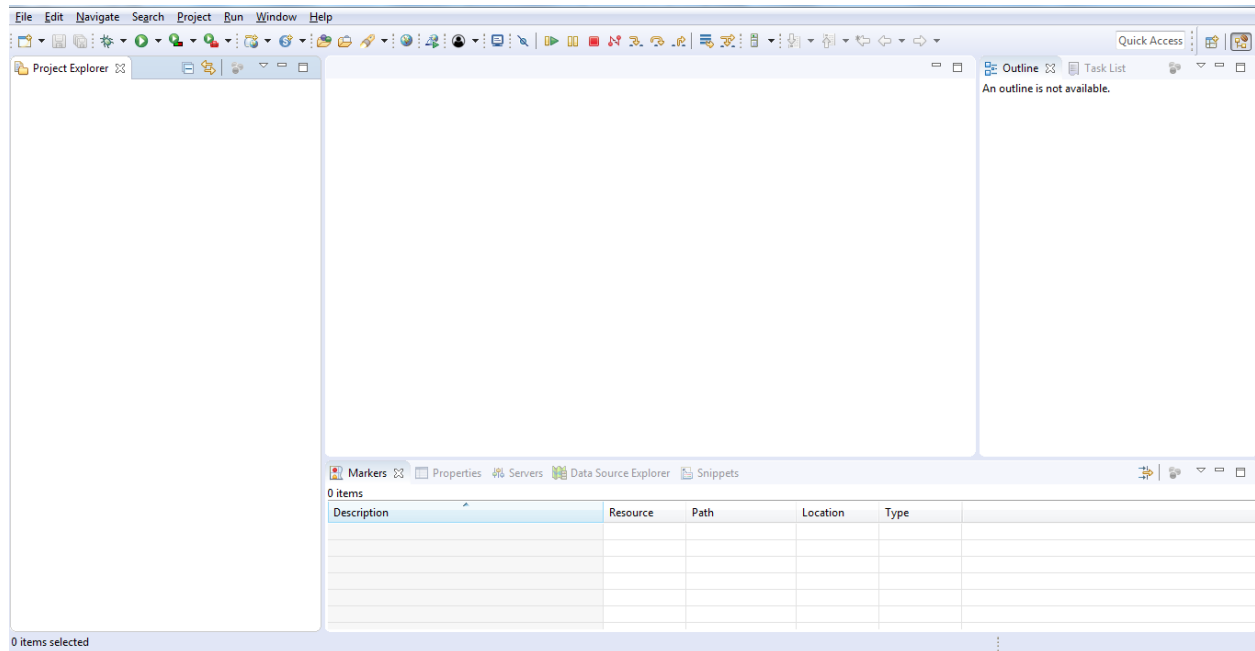 File Edit Navigate Search Project Run Window Help
Quick Access
Project Explorer
Outline Task List
An outline is not available.
Markers Properties Servers Data Source Explorer Snippets
0 items
Description Resource Path Location Type
0 items selected